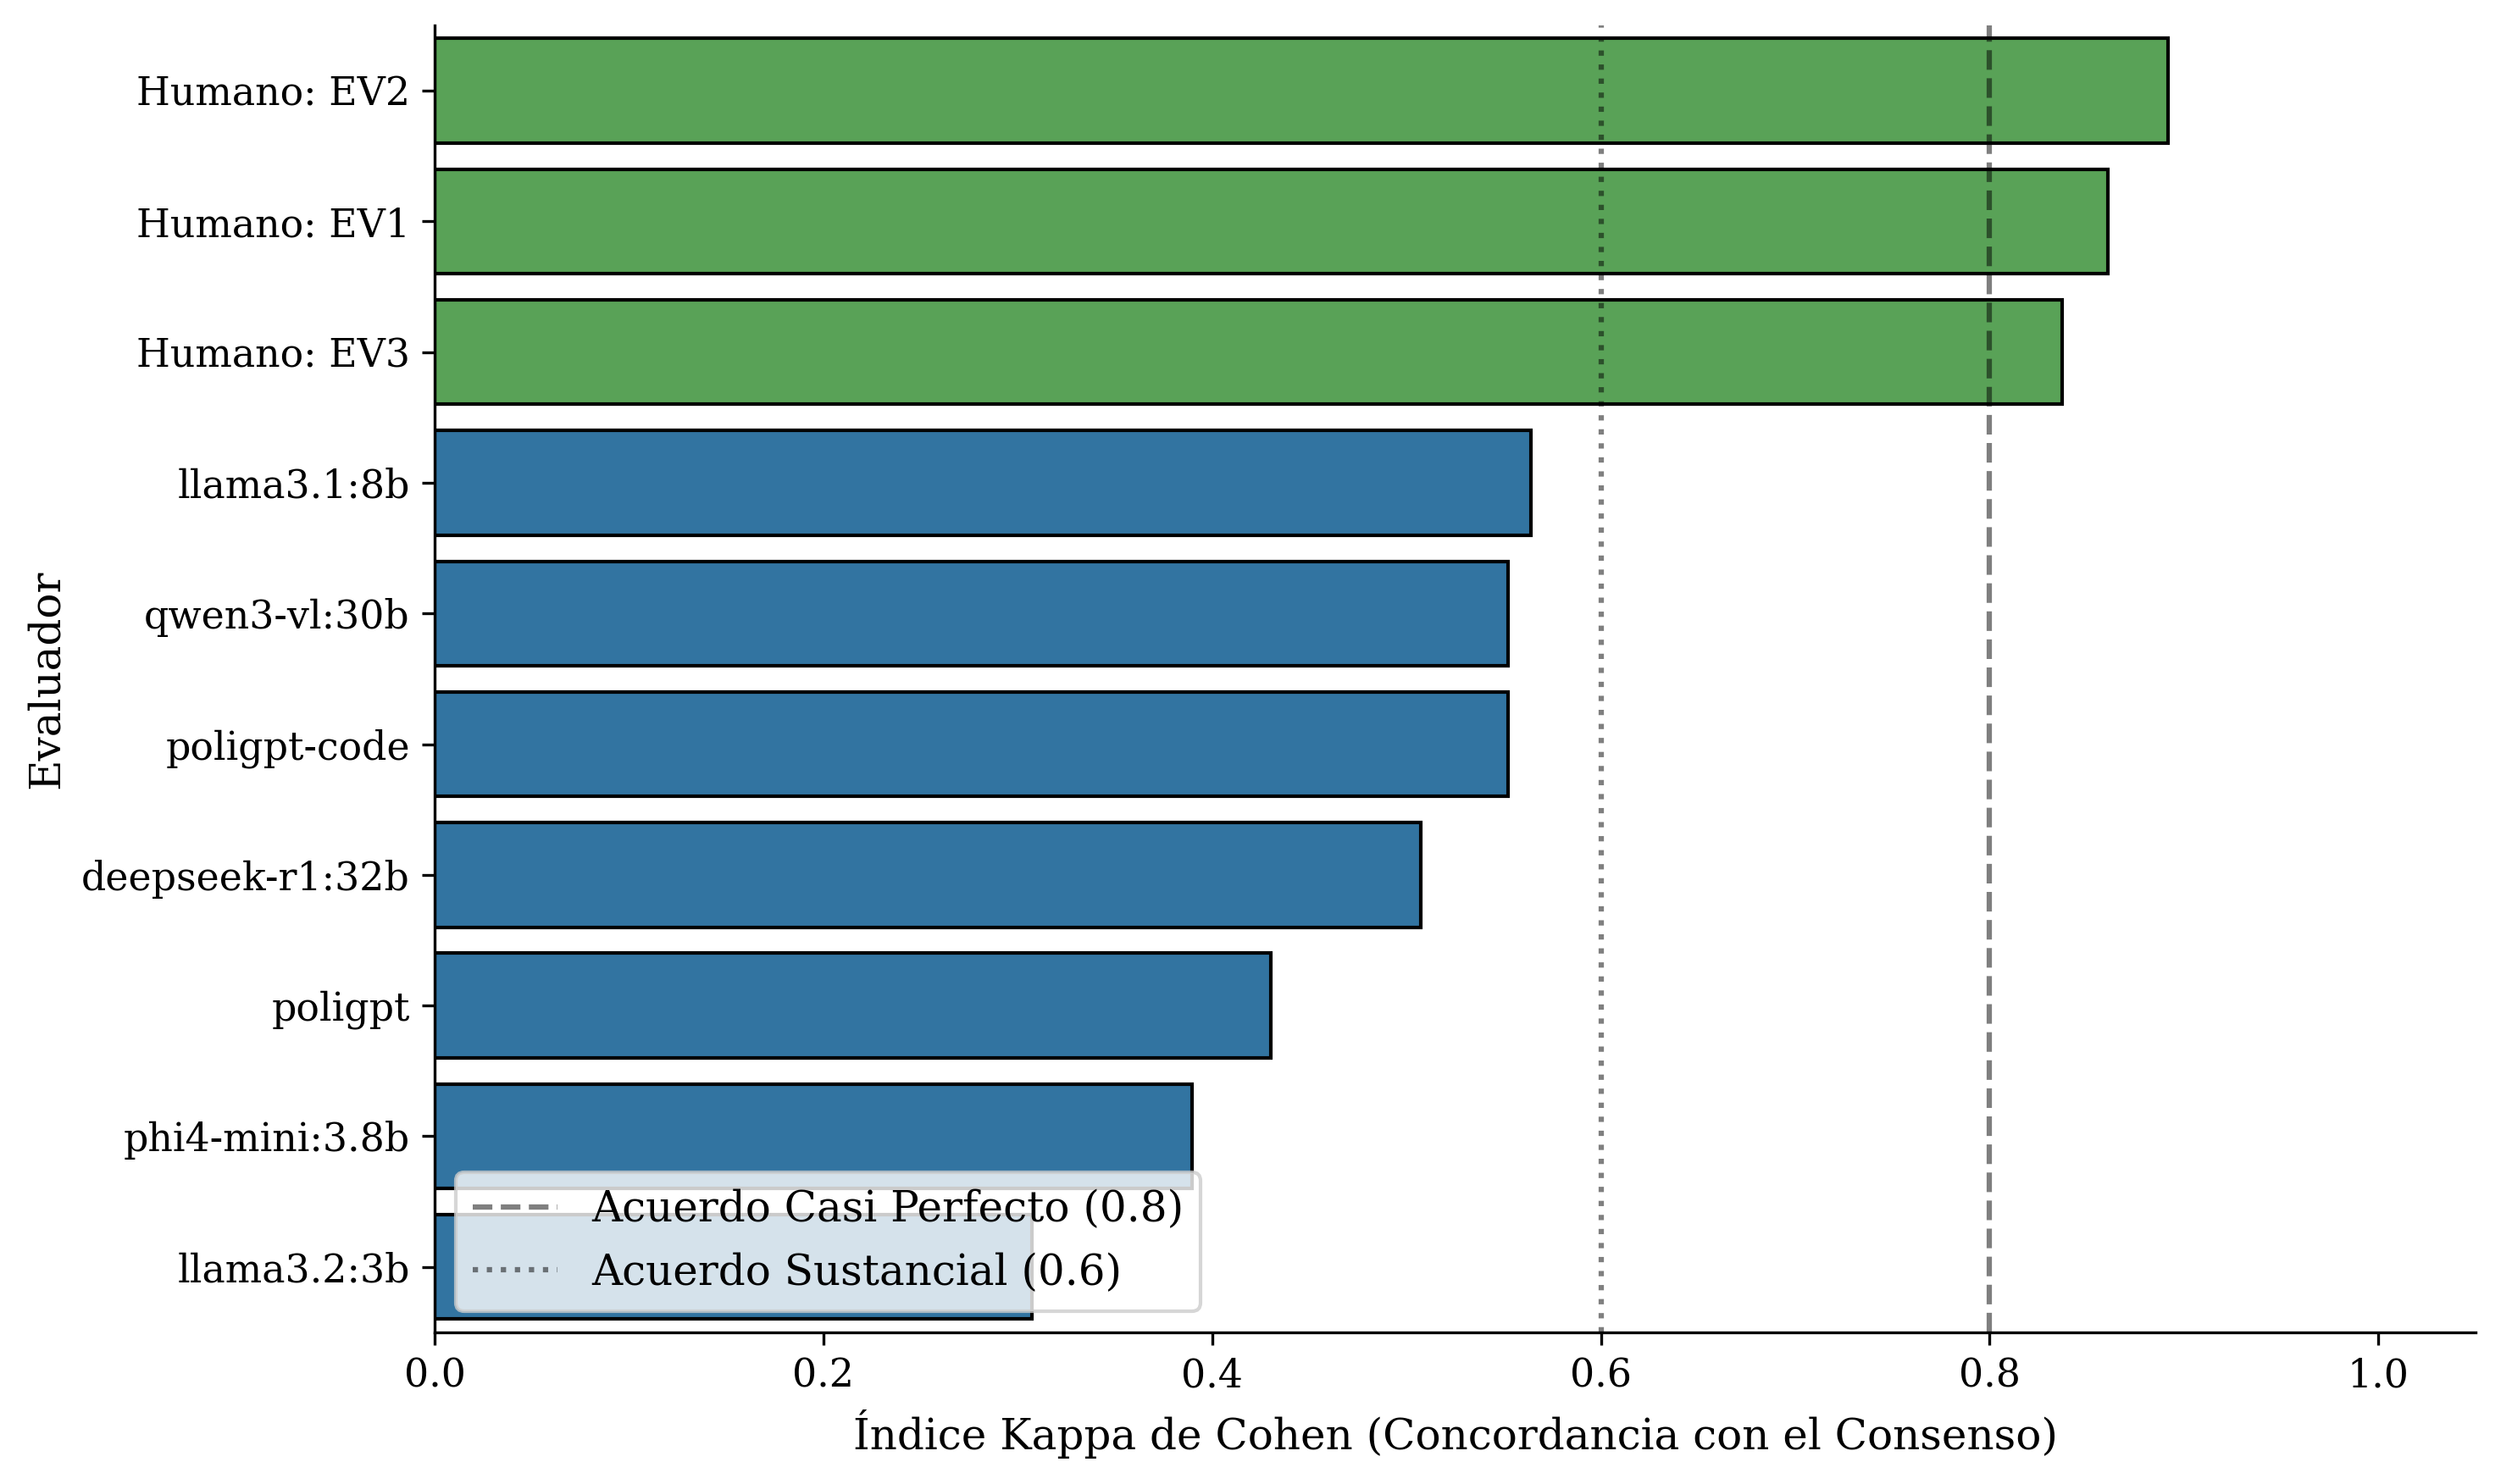 Humano: EV2
Humano: EV1
Humano: EV3
llama3.1:8b
qwen3-vl:30b
poligpt-code
deepseek-r1:32b
poligpt
phi4-mini:3.8b
llama3.2:3b
Evaluador
Acuerdo Casi Perfecto (0.8)
Acuerdo Sustancial (0.6)
0.0 0.2 0.4 0.6 0.8 1.0
Índice Kappa de Cohen (Concordancia con el Consenso)